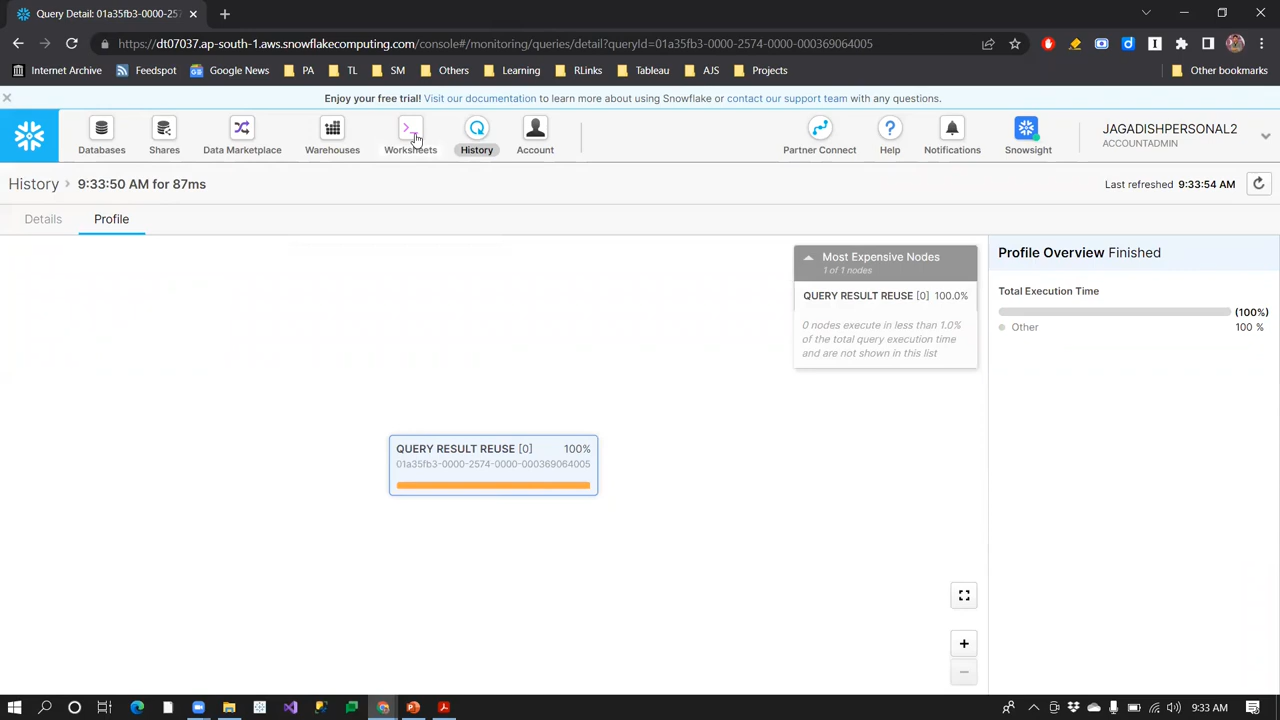 Query Detail: 01a35fb3-0000-257
https://dt07037.ap-south-1.aws.snowflakecomputing.com/console#/monitoring/queries/detail?queryId=01a35fb3-0000-2574-0000-000369064005
Internet Archive Feedspot Google News PA TL SM Others Learning RLinks Tableau AJS Projects Other bookmarks
Enjoy your free trial! Visit our documentation to learn more about using Snowflake or contact our support team with any questions.
Databases Shares Data Marketplace Warehouses Worksheets History Account Partner Connect Help Notifications Snowsight
JAGADISHPERSONAL2
ACCOUNTADMIN
History > 9:33:50 AM for 87ms
Last refreshed 9:33:54 AM
Details Profile
Most Expensive Nodes
1 of 1 nodes
QUERY RESULT REUSE [0] 100.0%
0 nodes execute in less than 1.0%
of the total query execution time
and are not shown in this list
Profile Overview Finished
Total Execution Time
(100%)
Other 100 %
QUERY RESULT REUSE [0] 100%
01a35fb3-0000-2574-0000-000369064005
9:33 AM